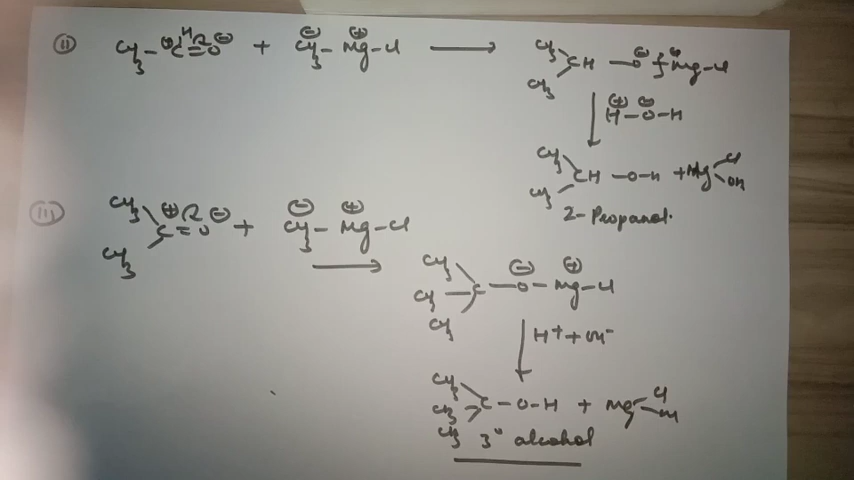 (ii) CH3 – C⊕H=O⊖ + CH3⊖ – Mg⊕ – Cl ⟶ CH3 CH3 > CH – O⊖ ⌇ Mg⊕ – Cl
↓ H⊕ – O⊖ – H
CH3 CH3 > CH – O – H + Mg < Cl OH
2-Propanol.
(iii) CH3 CH3 > C⊕ = O⊖ + CH3⊖ – Mg⊕ – Cl
⟶ CH3 CH3 CH3 C – O⊖ – Mg⊕ – Cl
↓ H+ + OH-
CH3 CH3 CH3 C – O – H + Mg < Cl OH
3° alcohol